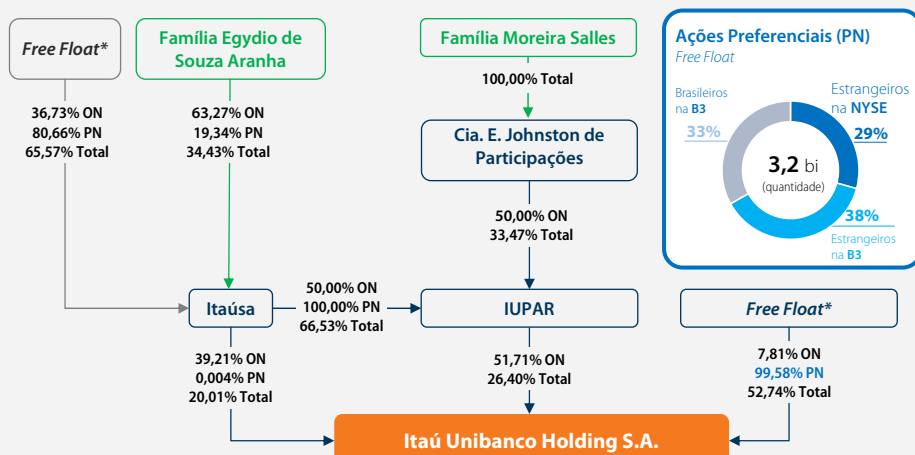 Free Float*
36,73% ON
80,66% PN
65,57% Total
Família Egydio de
Souza Aranha
63,27% ON
19,34% PN
34,43% Total
Família Moreira Salles
100,00% Total
Cia. E. Johnston de
Participações
50,00% ON
33,47% Total
Ações Preferenciais (PN)
Free Float
Brasileiros
na B3
33%
Estrangeiros
na NYSE
29%
3,2 bi
(quantidade)
38%
Estrangeiros
na B3
Itaúsa
50,00% ON
100,00% PN
66,53% Total
IUPAR
Free Float*
39,21% ON
0,004% PN
20,01% Total
51,71% ON
26,40% Total
7,81% ON
99,58% PN
52,74% Total
Itaú Unibanco Holding S.A.